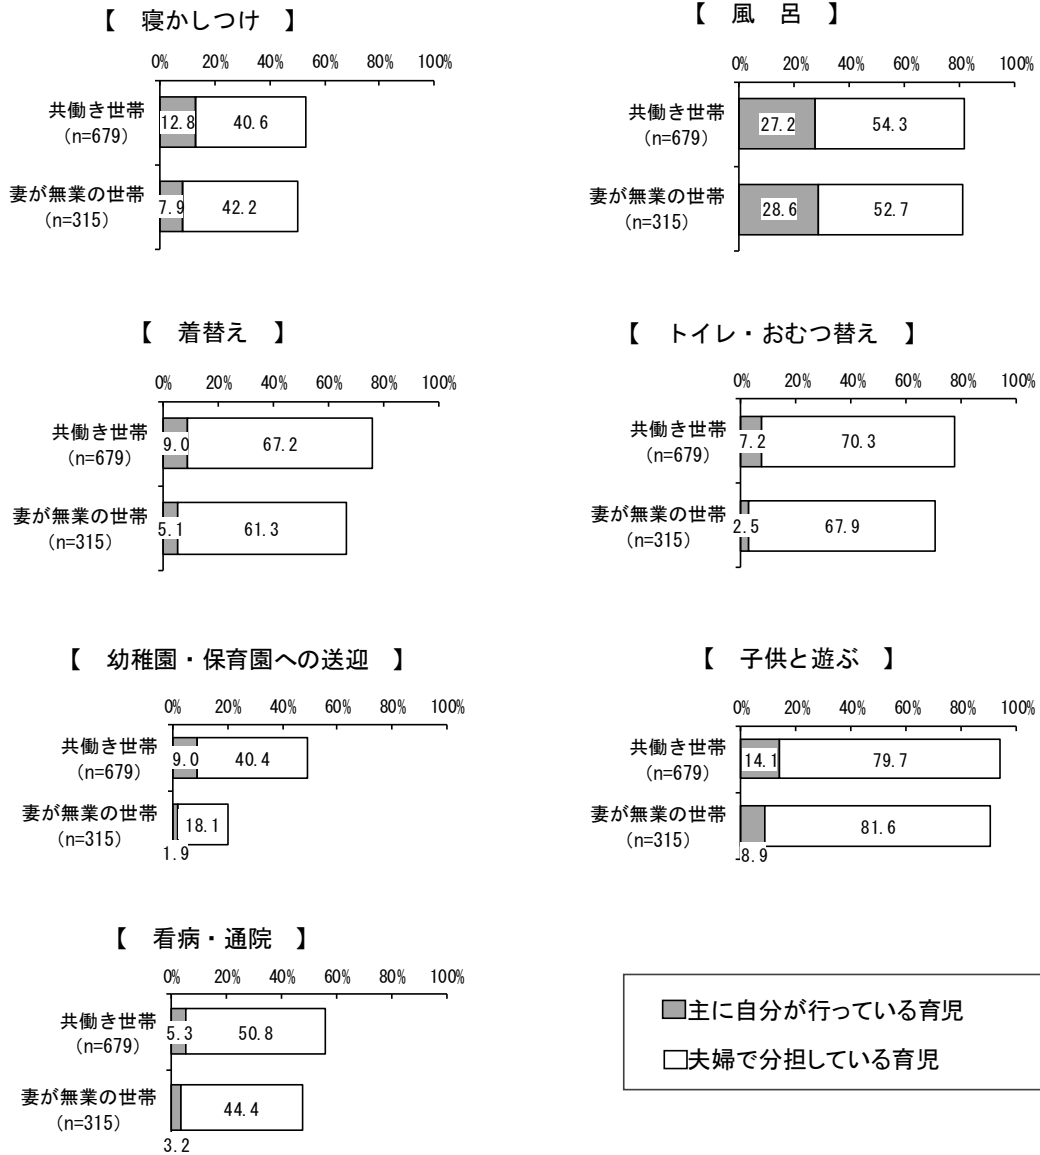 【 寝かしつけ 】
0% 20% 40% 60% 80% 100%
共働き世帯
(n=679)
12.8 40.6
妻が無業の世帯
(n=315)
7.9 42.2
【 風 呂 】
0% 20% 40% 60% 80% 100%
共働き世帯
(n=679)
27.2 54.3
妻が無業の世帯
(n=315)
28.6 52.7
【 着替え 】
0% 20% 40% 60% 80% 100%
共働き世帯
(n=679)
9.0 67.2
妻が無業の世帯
(n=315)
5.1 61.3
【 トイレ・おむつ替え 】
0% 20% 40% 60% 80% 100%
共働き世帯
(n=679)
7.2 70.3
妻が無業の世帯
(n=315)
2.5 67.9
【 幼稚園・保育園への送迎 】
0% 20% 40% 60% 80% 100%
共働き世帯
(n=679)
9.0 40.4
妻が無業の世帯
(n=315)
18.1
1.9
【 子供と遊ぶ 】
0% 20% 40% 60% 80% 100%
共働き世帯
(n=679)
14.1 79.7
妻が無業の世帯
(n=315)
81.6
8.9
【 看病・通院 】
0% 20% 40% 60% 80% 100%
共働き世帯
(n=679)
5.3 50.8
妻が無業の世帯
(n=315)
44.4
3.2
主に自分が行っている育児
夫婦で分担している育児